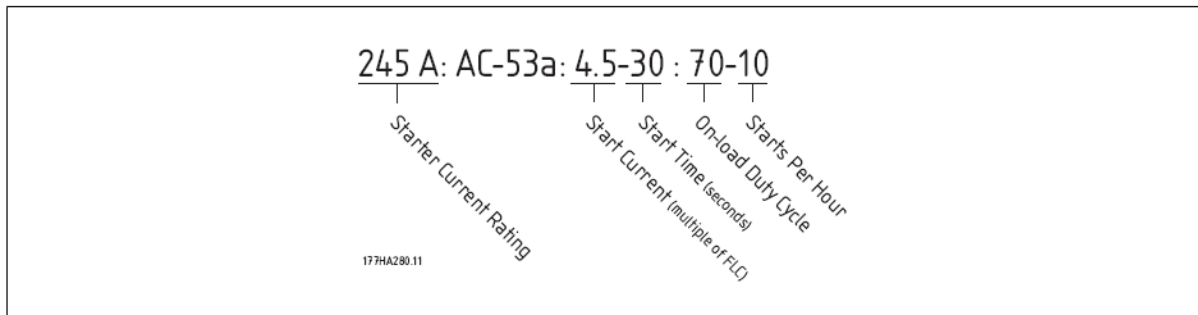 245 A: AC-53a: 4.5-30 : 70-10
Starter Current Rating
Start Current (multiple of FLC)
Start Time (seconds)
On-load Duty Cycle
Starts Per Hour
177HA280.11